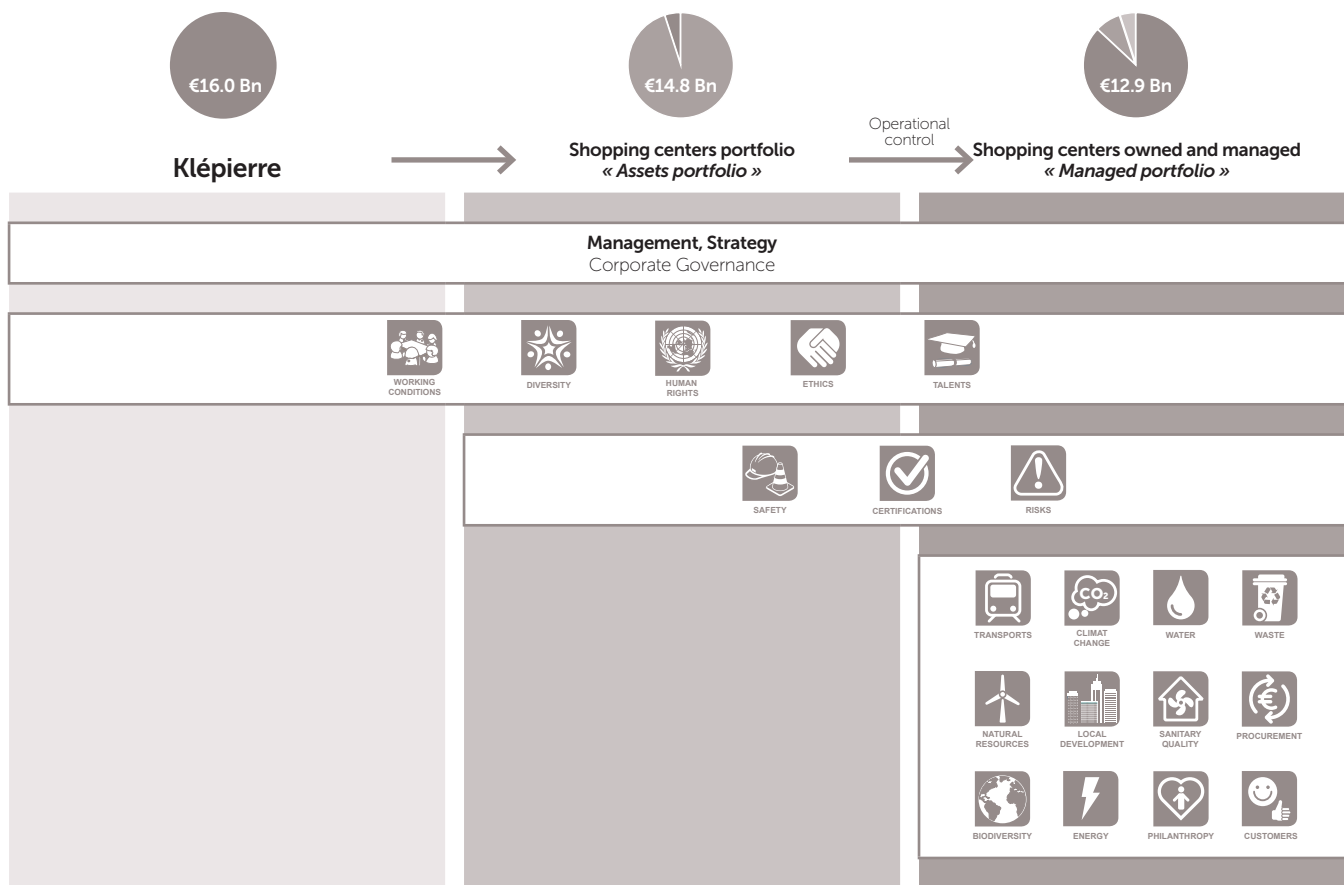 €16.0 Bn
€14.8 Bn
€12.9 Bn
Klépierre
Shopping centers portfolio
« Assets portfolio »
Operational
control
Shopping centers owned and managed
« Managed portfolio »
Management, Strategy
Corporate Governance
WORKING
CONDITIONS
DIVERSITY
HUMAN
RIGHTS
ETHICS
TALENTS
SAFETY
CERTIFICATIONS
RISKS
TRANSPORTS
CO₂
CLIMAT
CHANGE
WATER
WASTE
NATURAL
RESOURCES
LOCAL
DEVELOPMENT
SANITARY
QUALITY
€
PROCUREMENT
BIODIVERSITY
ENERGY
PHILANTHROPY
CUSTOMERS